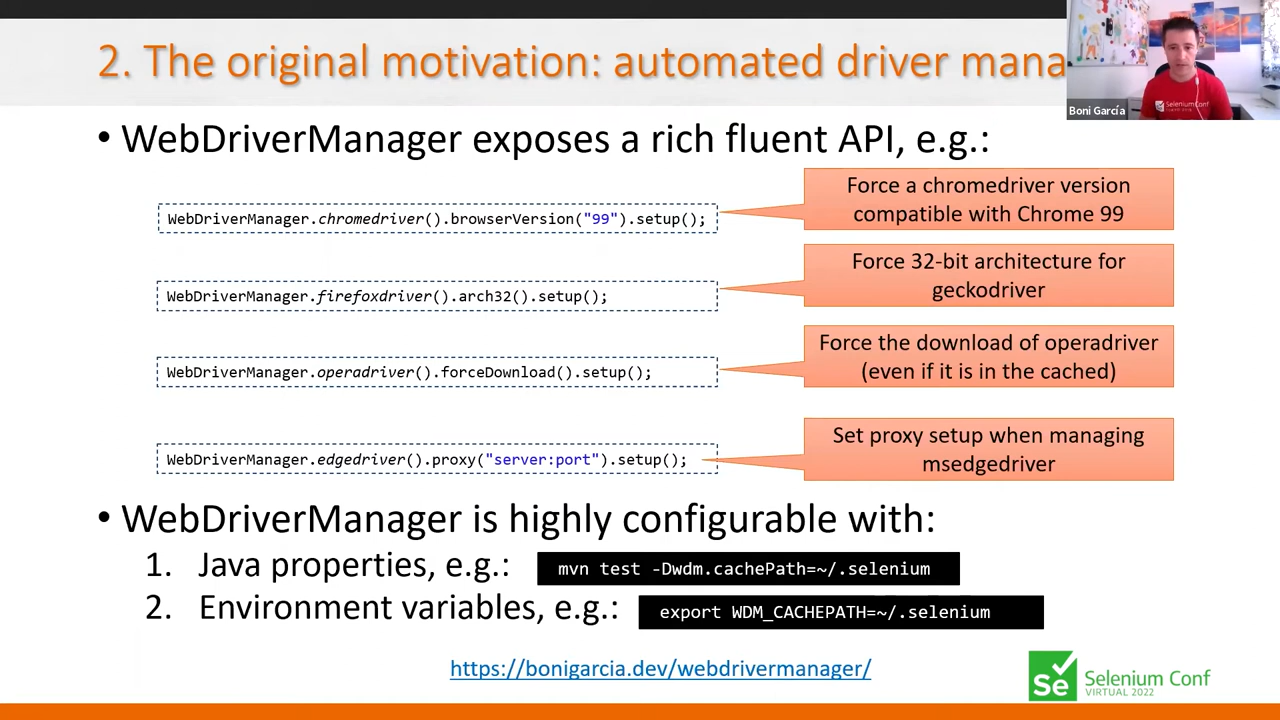 2. The original motivation: automated driver mana
Boni García
SeleniumConf
• WebDriverManager exposes a rich fluent API, e.g.:
WebDriverManager.chromedriver().browserVersion("99").setup();
Force a chromedriver version
compatible with Chrome 99
WebDriverManager.firefoxdriver().arch32().setup();
Force 32-bit architecture for
geckodriver
WebDriverManager.operadriver().forceDownload().setup();
Force the download of operadriver
(even if it is in the cached)
WebDriverManager.edgedriver().proxy("server:port").setup();
Set proxy setup when managing
msedgedriver
• WebDriverManager is highly configurable with:
1. Java properties, e.g.: mvn test -Dwdm.cachePath=~/.selenium
2. Environment variables, e.g.: export WDM_CACHEPATH=~/.selenium
https://bonigarcia.dev/webdrivermanager/
Se Selenium Conf
VIRTUAL 2022